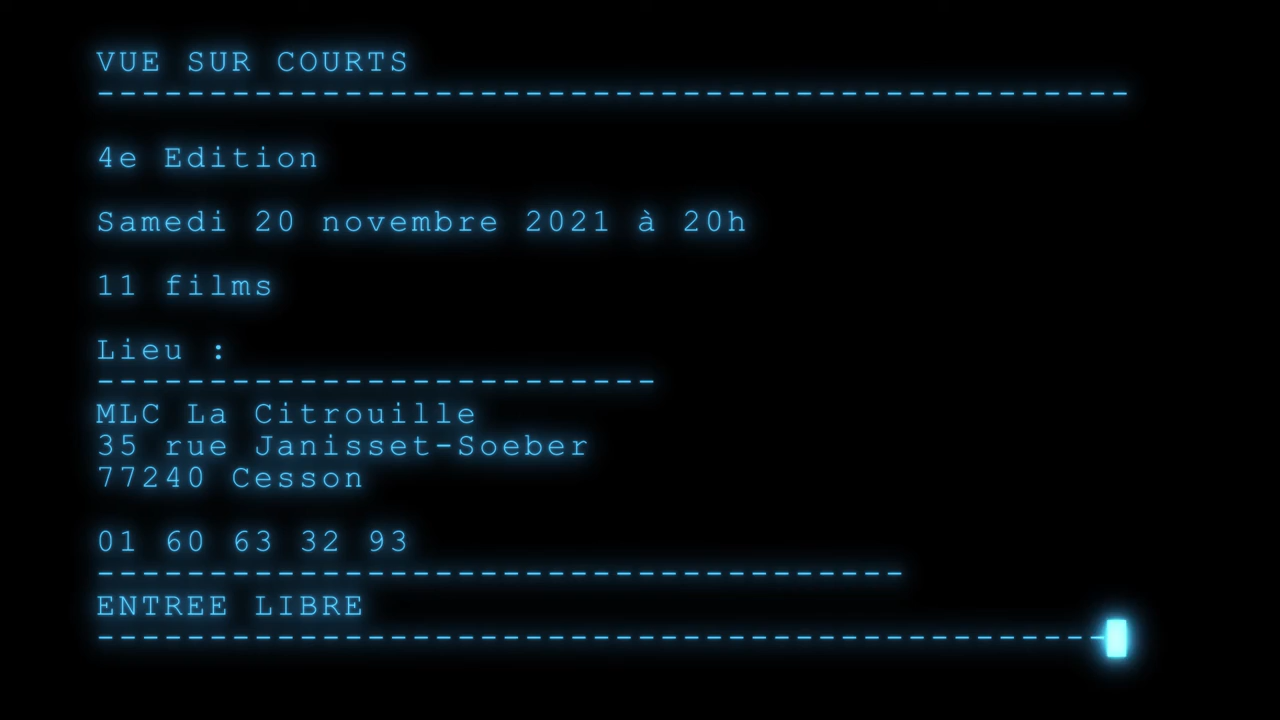 VUE SUR COURTS
----------------------------------------------
4e Edition
Samedi 20 novembre 2021 à 20h
11 films
Lieu :
-------------------------
MLC La Citrouille
35 rue Janisset-Soeber
77240 Cesson
01 60 63 32 93
------------------------------------
ENTREE LIBRE
---------------------------------------------